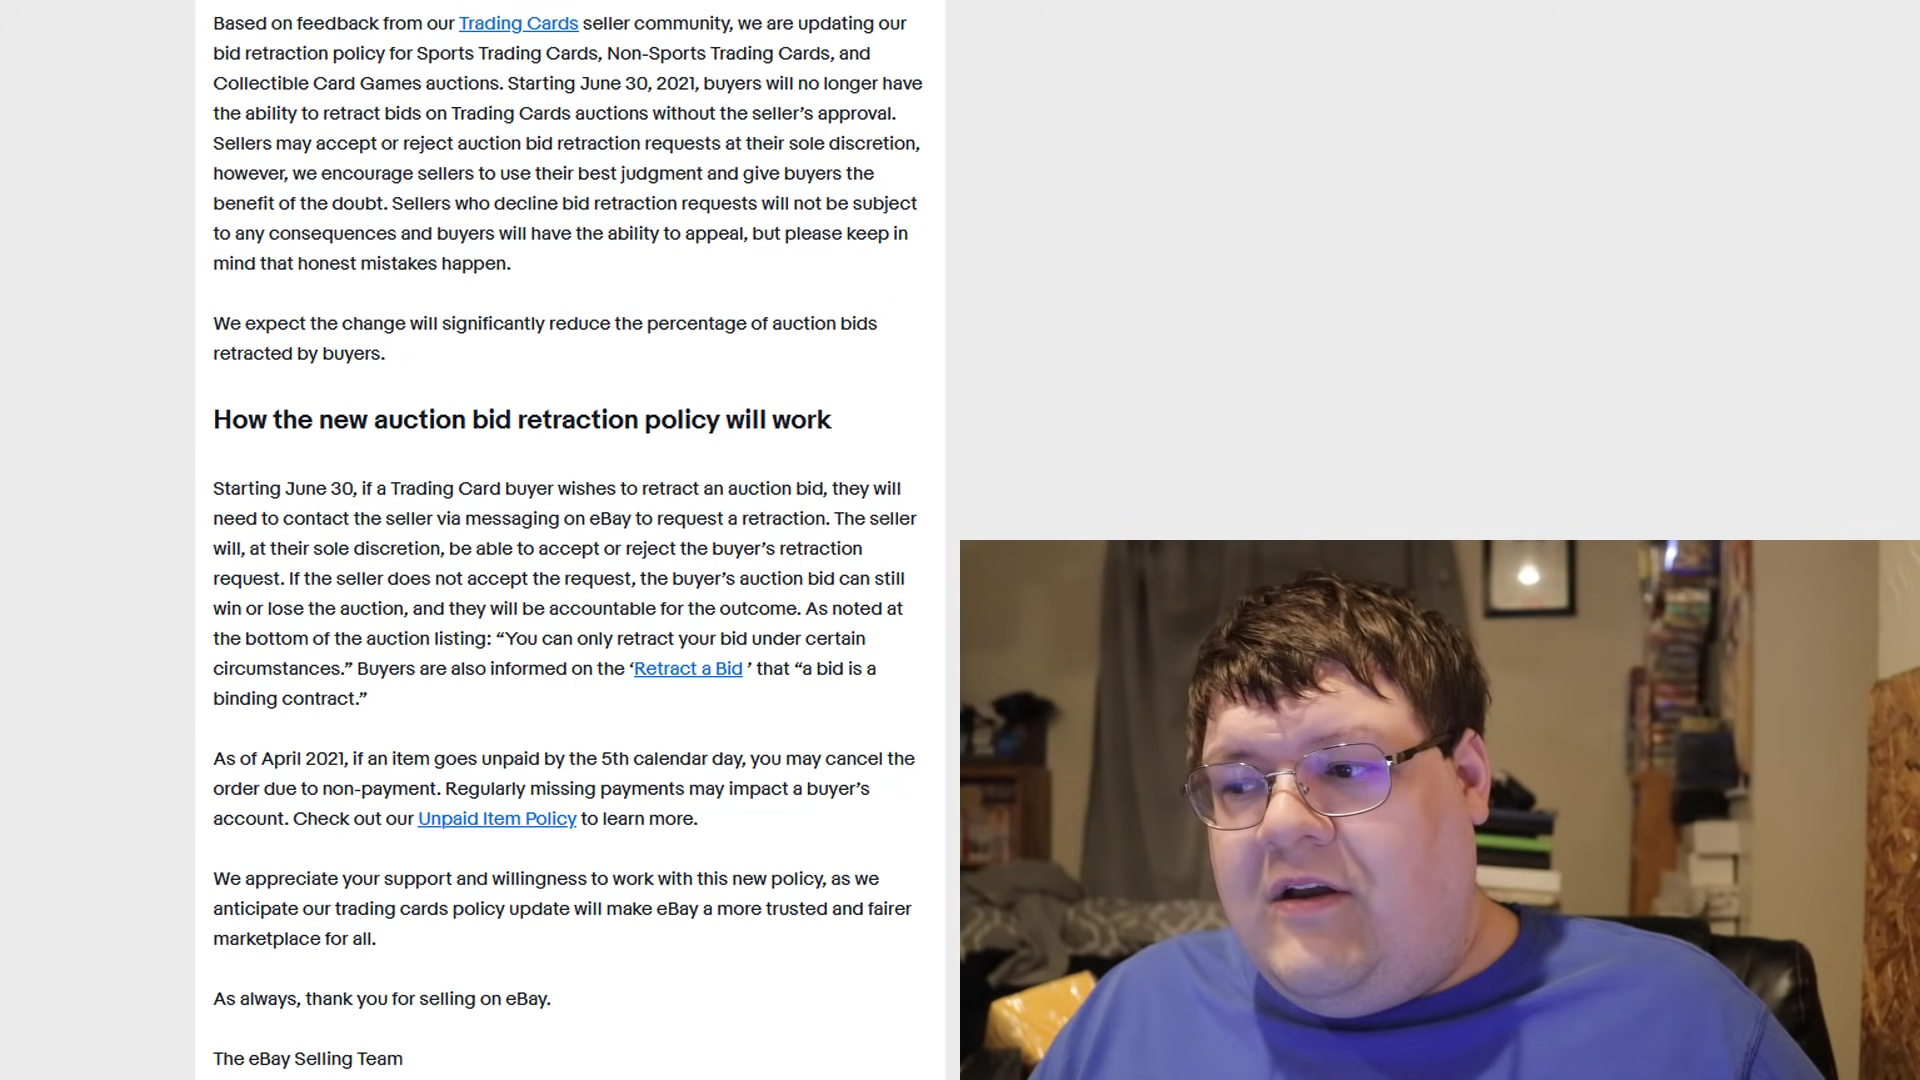 Based on feedback from our Trading Cards seller community, we are updating our
bid retraction policy for Sports Trading Cards, Non-Sports Trading Cards, and
Collectible Card Games auctions. Starting June 30, 2021, buyers will no longer have
the ability to retract bids on Trading Cards auctions without the seller’s approval.
Sellers may accept or reject auction bid retraction requests at their sole discretion,
however, we encourage sellers to use their best judgment and give buyers the
benefit of the doubt. Sellers who decline bid retraction requests will not be subject
to any consequences and buyers will have the ability to appeal, but please keep in
mind that honest mistakes happen.
We expect the change will significantly reduce the percentage of auction bids
retracted by buyers.
How the new auction bid retraction policy will work
Starting June 30, if a Trading Card buyer wishes to retract an auction bid, they will
need to contact the seller via messaging on eBay to request a retraction. The seller
will, at their sole discretion, be able to accept or reject the buyer’s retraction
request. If the seller does not accept the request, the buyer’s auction bid can still
win or lose the auction, and they will be accountable for the outcome. As noted at
the bottom of the auction listing: “You can only retract your bid under certain
circumstances.” Buyers are also informed on the ‘Retract a Bid ’ that “a bid is a
binding contract.”
As of April 2021, if an item goes unpaid by the 5th calendar day, you may cancel the
order due to non-payment. Regularly missing payments may impact a buyer’s
account. Check out our Unpaid Item Policy to learn more.
We appreciate your support and willingness to work with this new policy, as we
anticipate our trading cards policy update will make eBay a more trusted and fairer
marketplace for all.
As always, thank you for selling on eBay.
The eBay Selling Team